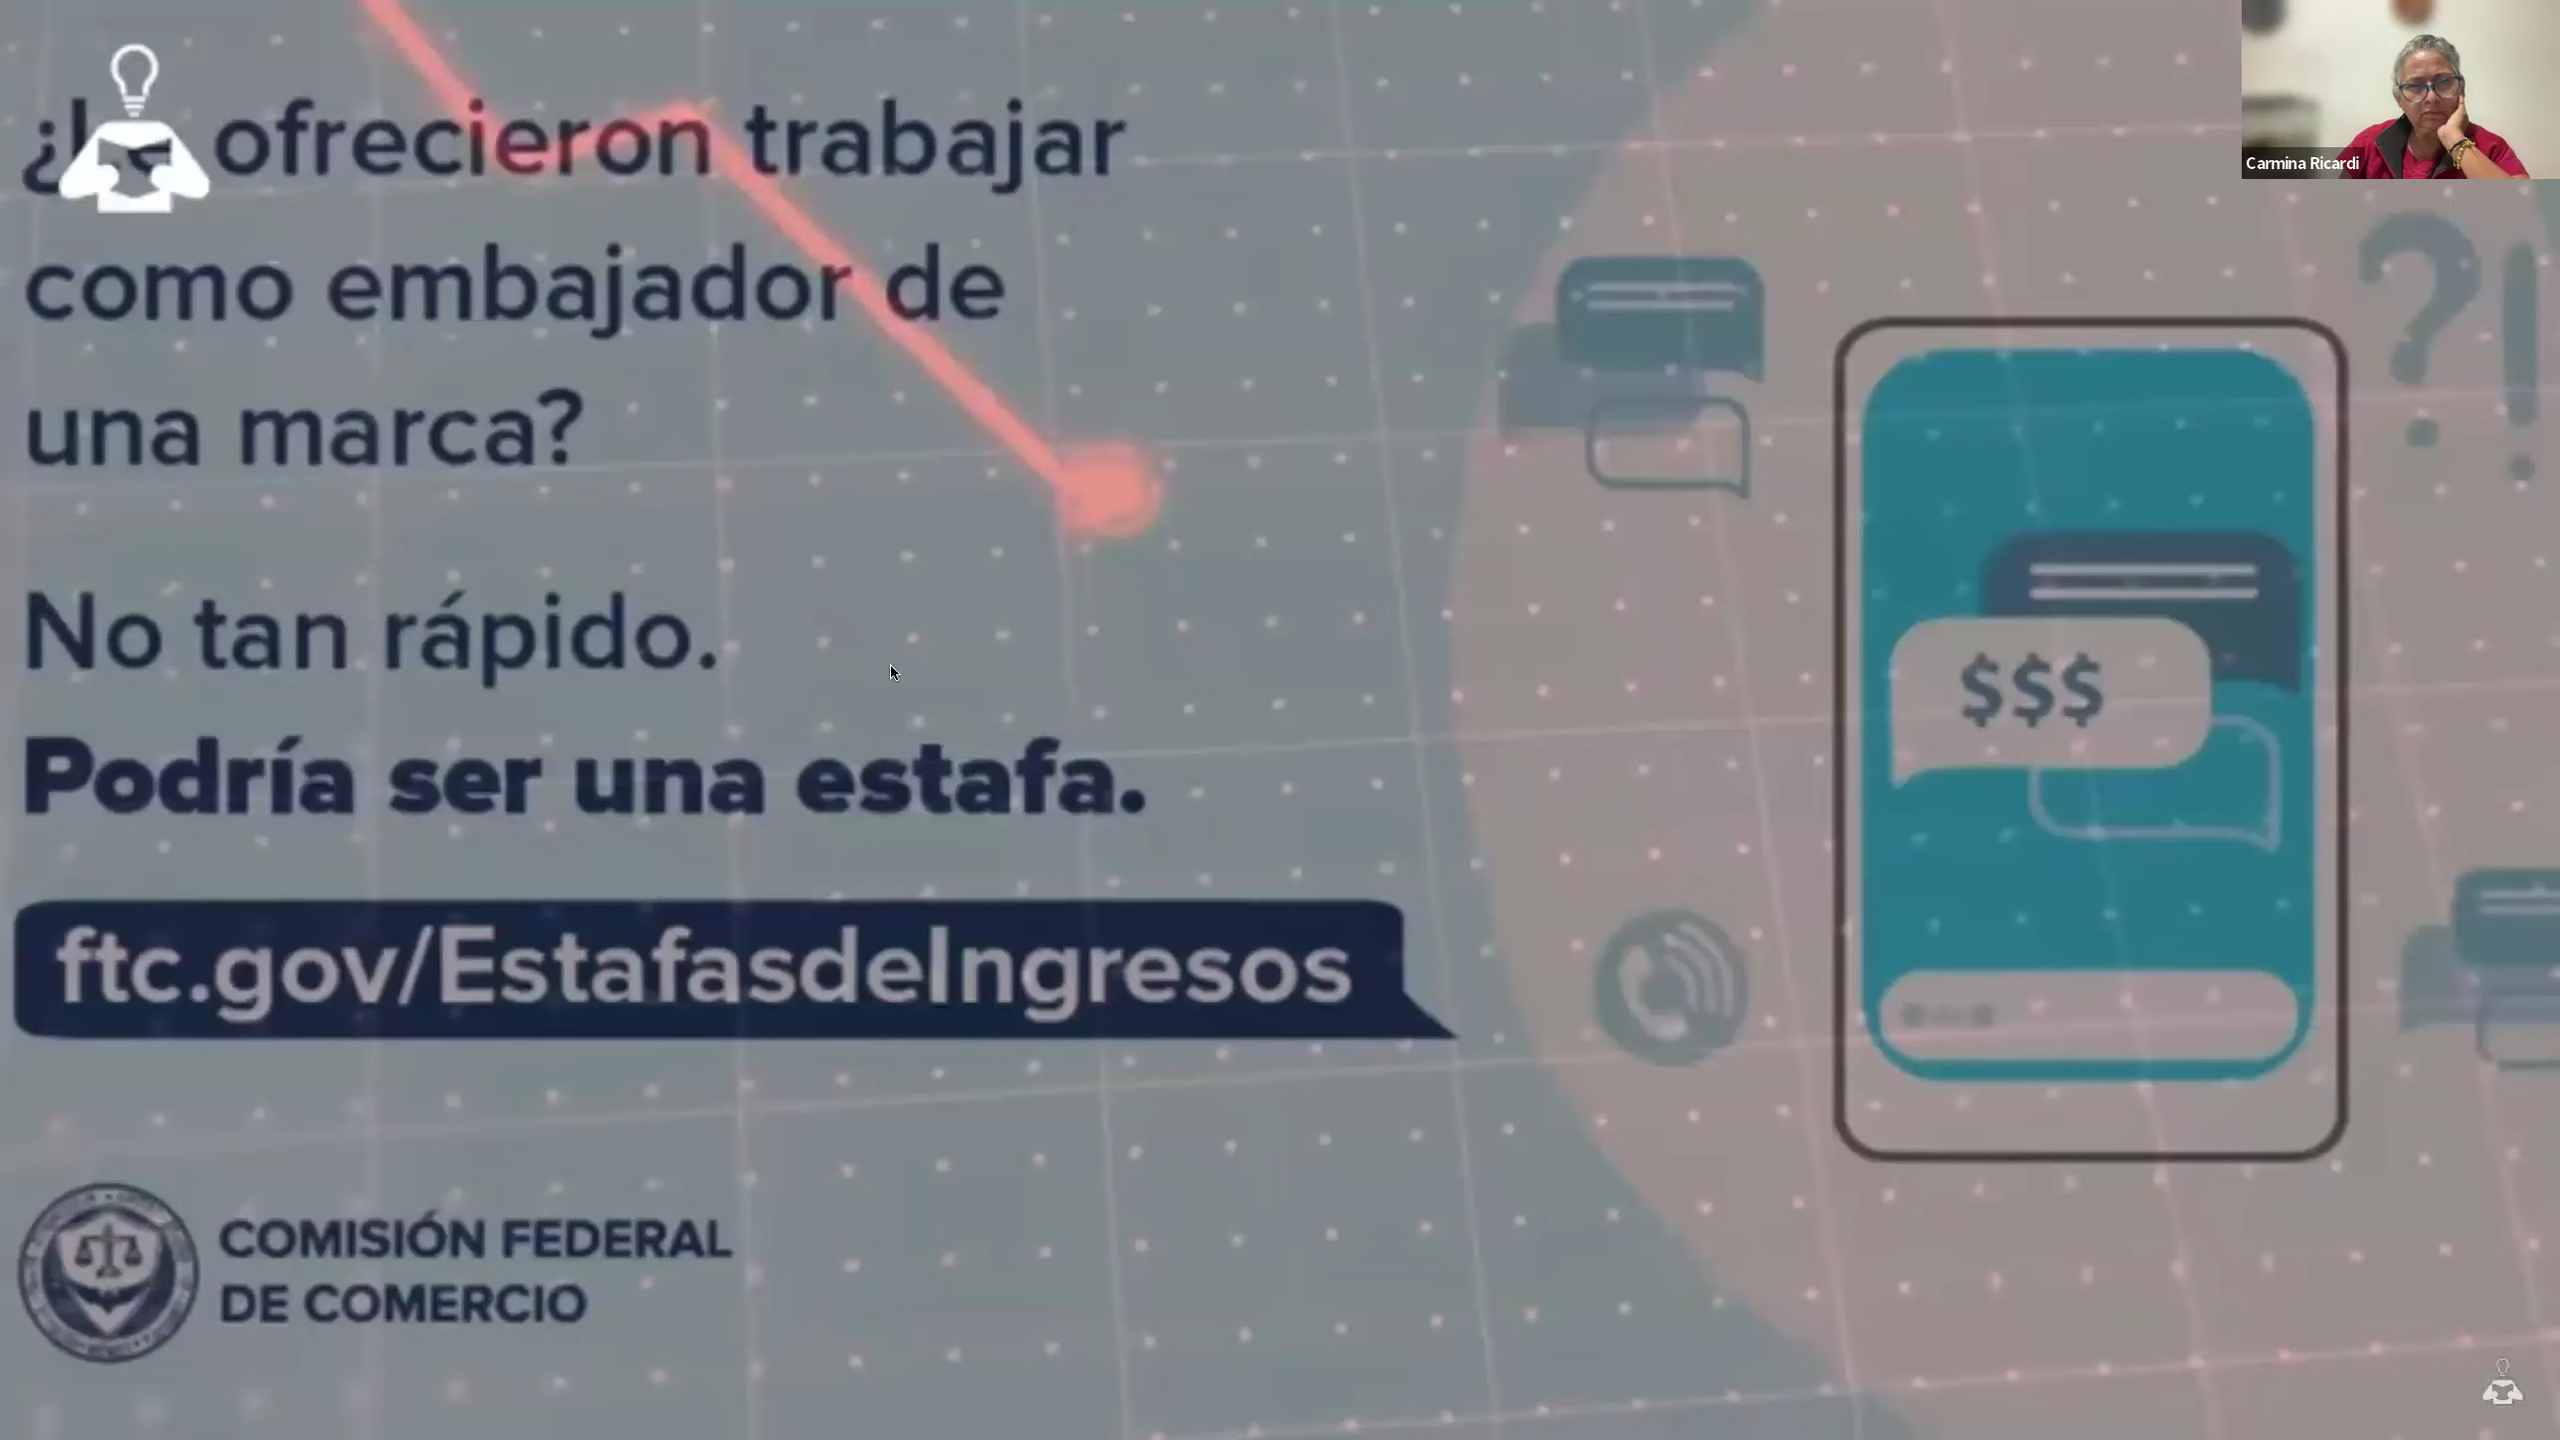 ¿Le ofrecieron trabajar
como embajador de
una marca?
No tan rápido.
Podría ser una estafa.
ftc.gov/EstafasdeIngresos
COMISIÓN FEDERAL
DE COMERCIO
$$$
Carmina Ricardi